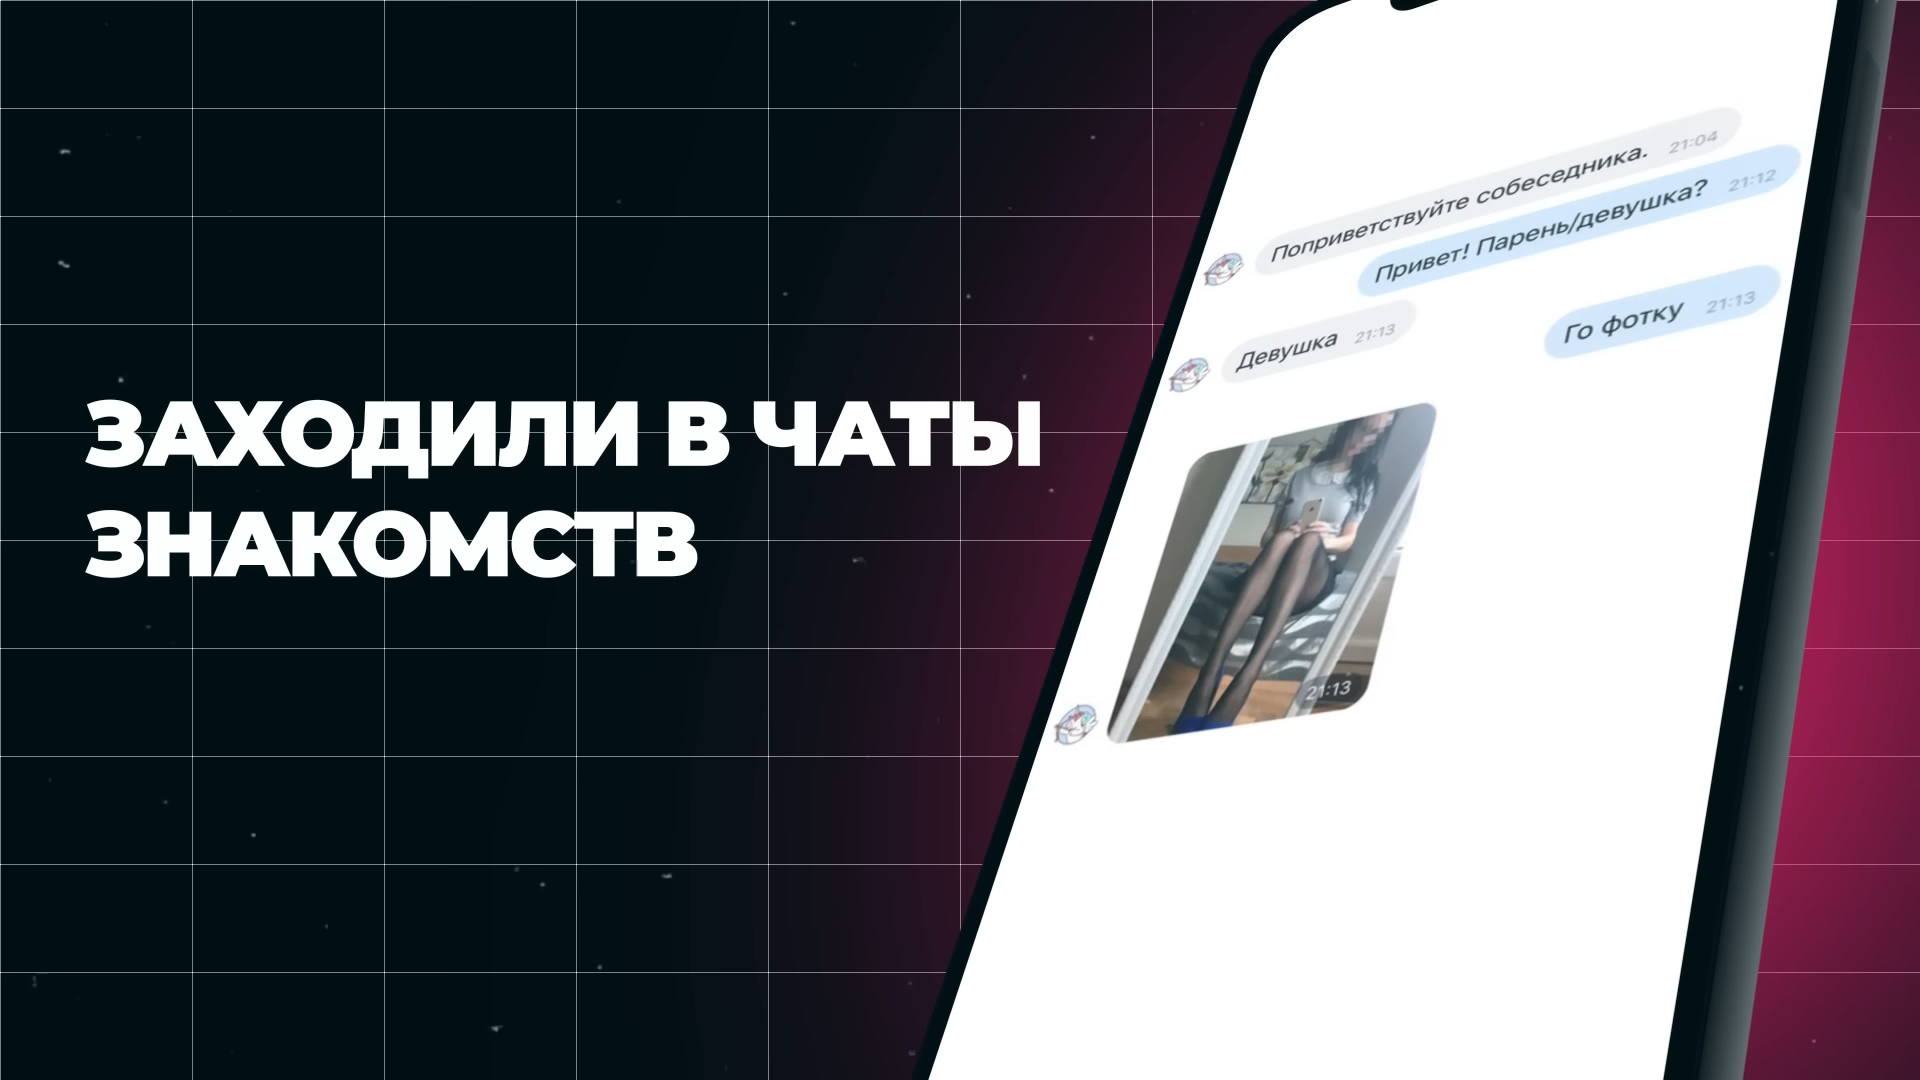 ЗАХОДИЛИ В ЧАТЫ
ЗНАКОМСТВ
Поприветствуйте собеседника. 21:04
Привет! Парень/девушка? 21:12
Девушка 21:13
Го фотку 21:13
21:13